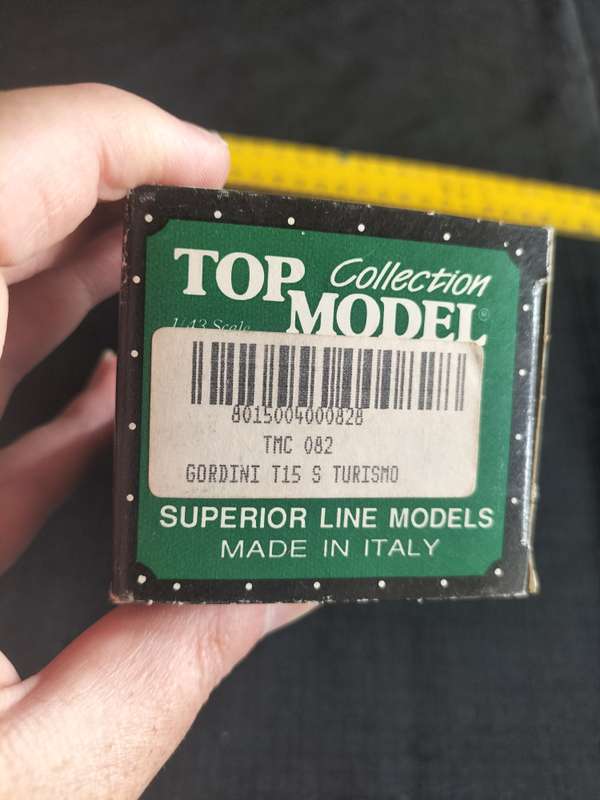 TOP Collection
1/43 Scale MODEL®
8015004000828
TMC 082
GORDINI T15 S TURISMO
SUPERIOR LINE MODELS
MADE IN ITALY